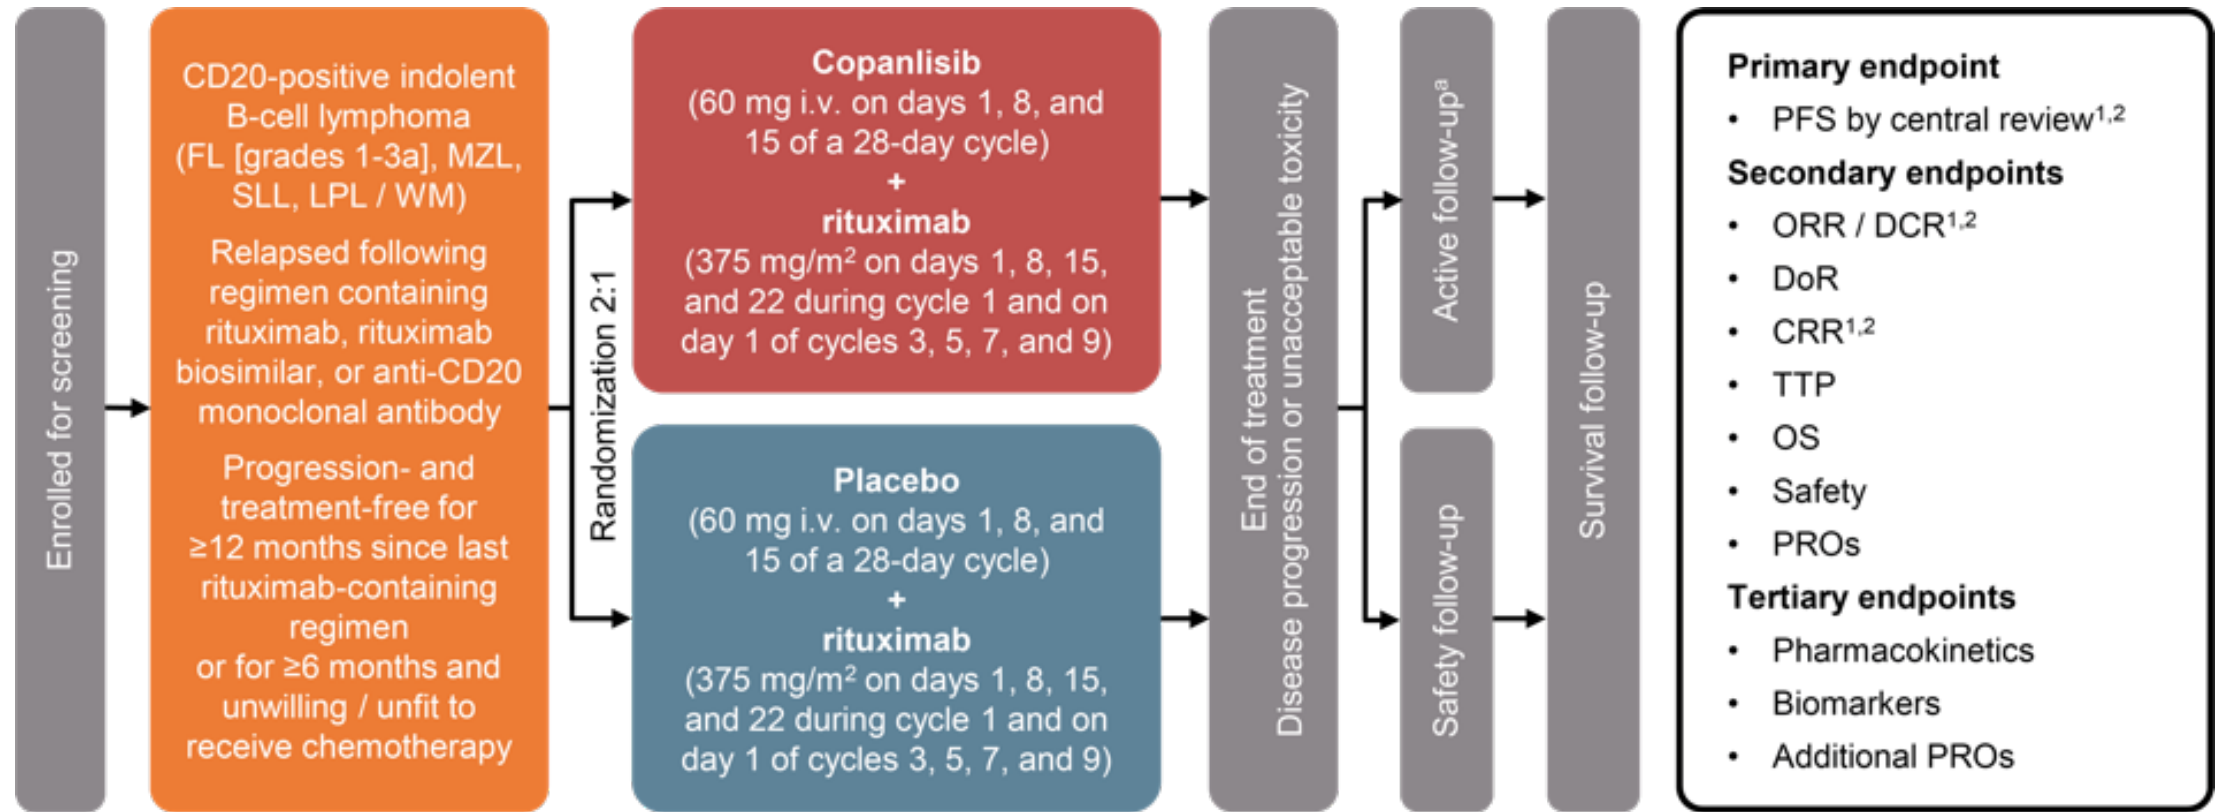 Enrolled for screening
CD20-positive indolent
B-cell lymphoma
(FL [grades 1-3a], MZL,
SLL, LPL / WM)
Relapsed following
regimen containing
rituximab, rituximab
biosimilar, or anti-CD20
monoclonal antibody
Progression- and
treatment-free for
≥12 months since last
rituximab-containing
regimen
or for ≥6 months and
unwilling / unfit to
receive chemotherapy
Randomization 2:1
Copanlisib
(60 mg i.v. on days 1, 8, and
15 of a 28-day cycle)
+
rituximab
(375 mg/m² on days 1, 8, 15,
and 22 during cycle 1 and on
day 1 of cycles 3, 5, 7, and 9)
Placebo
(60 mg i.v. on days 1, 8, and
15 of a 28-day cycle)
+
rituximab
(375 mg/m² on days 1, 8, 15,
and 22 during cycle 1 and on
day 1 of cycles 3, 5, 7, and 9)
End of treatment
Disease progression or unacceptable toxicity
Active follow-upᵃ
Safety follow-up
Survival follow-up
Primary endpoint
• PFS by central review¹,²
Secondary endpoints
• ORR / DCR¹,²
• DoR
• CRR¹,²
• TTP
• OS
• Safety
• PROs
Tertiary endpoints
• Pharmacokinetics
• Biomarkers
• Additional PROs